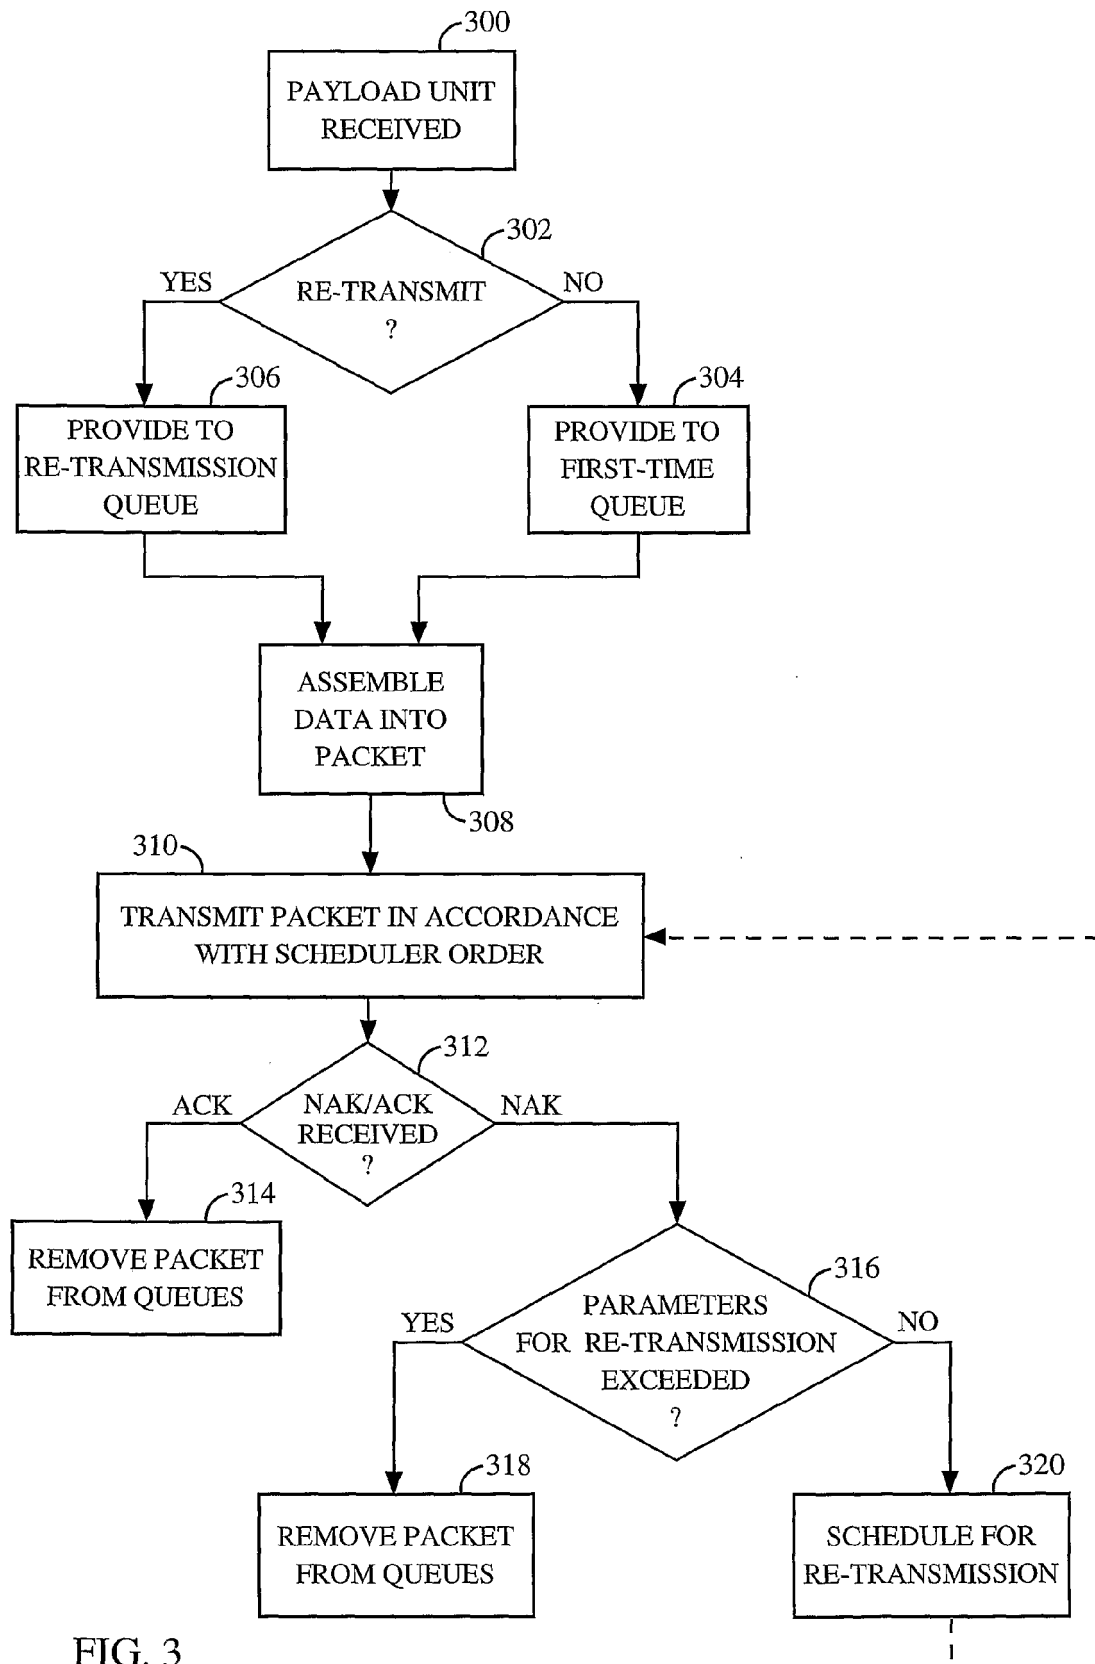 300
PAYLOAD UNIT
RECEIVED
302
YES
RE-TRANSMIT
?
NO
306
PROVIDE TO
RE-TRANSMISSION
QUEUE
304
PROVIDE TO
FIRST-TIME
QUEUE
ASSEMBLE
DATA INTO
PACKET
308
310
TRANSMIT PACKET IN ACCORDANCE
WITH SCHEDULER ORDER
312
ACK
NAK/ACK
RECEIVED
?
NAK
314
REMOVE PACKET
FROM QUEUES
316
YES
PARAMETERS
FOR RE-TRANSMISSION
EXCEEDED
?
NO
318
REMOVE PACKET
FROM QUEUES
320
SCHEDULE FOR
RE-TRANSMISSION
FIG. 3